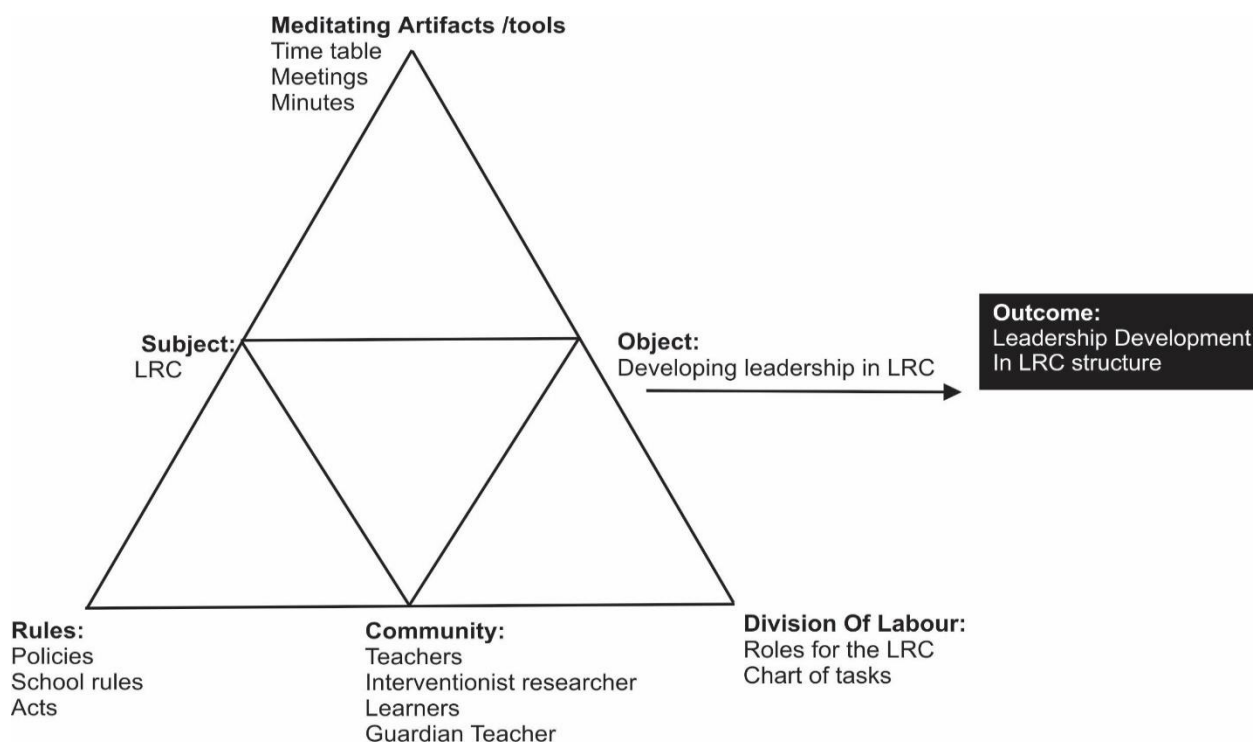 Meditating Artifacts /tools
Time table
Meetings
Minutes
Subject:
LRC
Object:
Developing leadership in LRC
Outcome:
Leadership Development
In LRC structure
Rules:
Policies
School rules
Acts
Community:
Teachers
Interventionist researcher
Learners
Guardian Teacher
Division Of Labour:
Roles for the LRC
Chart of tasks